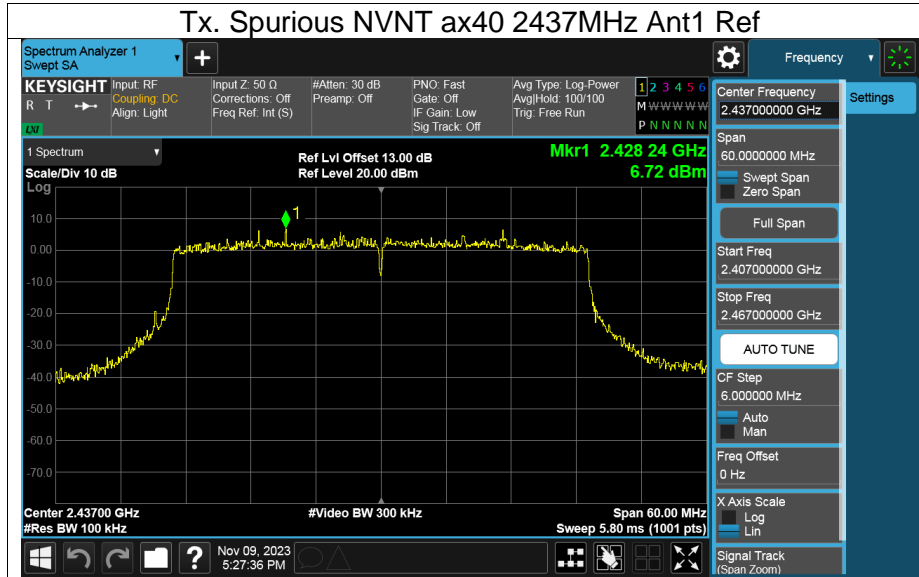 Tx. Spurious NVNT ax40 2437MHz Ant1 Ref
Spectrum Analyzer 1
Swept SA
+
Frequency
KEYSIGHT
R T
LXI
Input: RF
Coupling: DC
Align: Light
Input Z: 50 Ω
Corrections: Off
Freq Ref: Int (S)
#Atten: 30 dB
Preamp: Off
PNO: Fast
Gate: Off
IF Gain: Low
Sig Track: Off
Avg Type: Log-Power
Avg|Hold: 100/100
Trig: Free Run
1 2 3 4 5 6
M W W W W W
P N N N N N
Center Frequency
2.437000000 GHz
Settings
Span
60.0000000 MHz
Swept Span
Zero Span
Full Span
Start Freq
2.407000000 GHz
Stop Freq
2.467000000 GHz
AUTO TUNE
CF Step
6.000000 MHz
Auto
Man
Freq Offset
0 Hz
X Axis Scale
Log
Lin
Signal Track
(Span Zoom)
1 Spectrum
Scale/Div 10 dB
Ref Lvl Offset 13.00 dB
Ref Level 20.00 dBm
Mkr1 2.428 24 GHz
6.72 dBm
Log
1
10.0
0.00
-10.0
-20.0
-30.0
-40.0
-50.0
-60.0
-70.0
Center 2.43700 GHz
#Res BW 100 kHz
#Video BW 300 kHz
Span 60.00 MHz
Sweep 5.80 ms (1001 pts)
?
Nov 09, 2023
5:27:36 PM